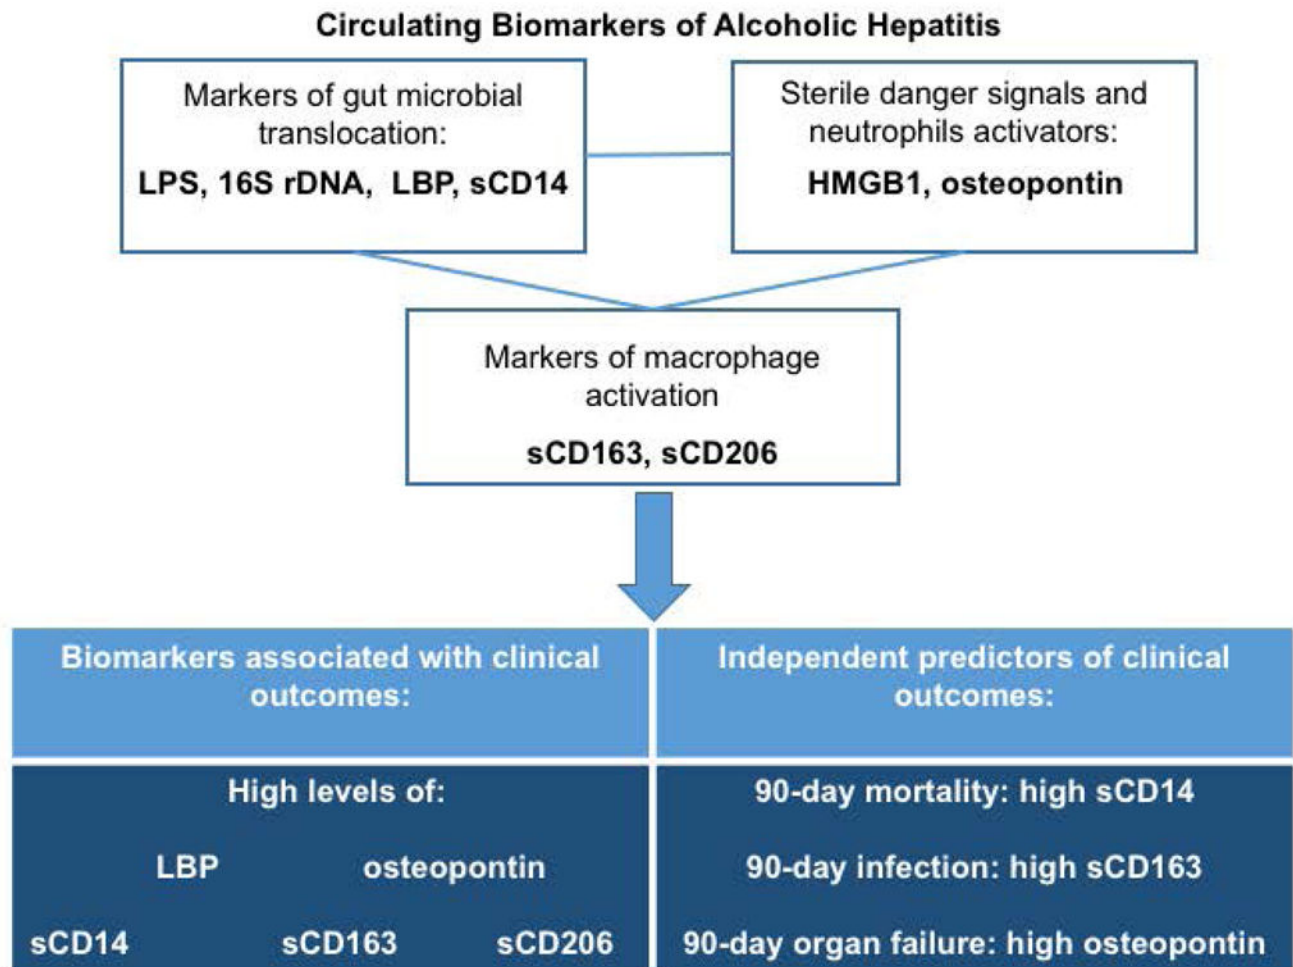 Circulating Biomarkers of Alcoholic Hepatitis
Markers of gut microbial
translocation:
LPS, 16S rDNA, LBP, sCD14
Sterile danger signals and
neutrophils activators:
HMGB1, osteopontin
Markers of macrophage
activation
sCD163, sCD206
Biomarkers associated with clinical
outcomes:
Independent predictors of clinical
outcomes:
High levels of:
LBP osteopontin
sCD14 sCD163 sCD206
90-day mortality: high sCD14
90-day infection: high sCD163
90-day organ failure: high osteopontin